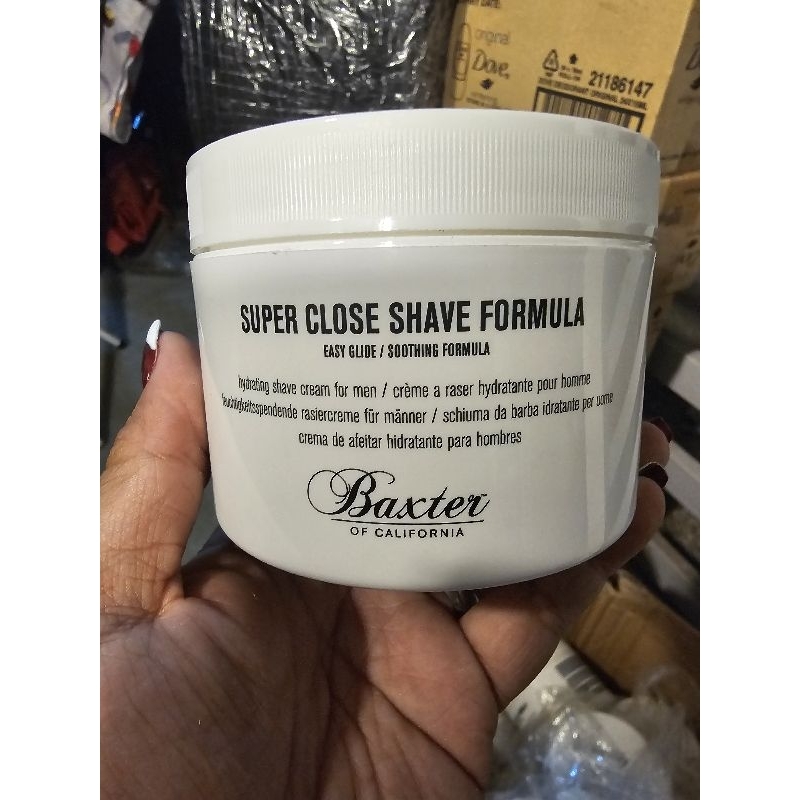 original
Dove
21186147
SUPER CLOSE SHAVE FORMULA
EASY GLIDE / SOOTHING FORMULA
hydrating shave cream for men / crème a raser hydratante pour homme
feuchtigkeitsspendende rasiercreme für männer / schiuma da barba idratante per uomo
crema de afeitar hidratante para hombres
Baxter
OF CALIFORNIA